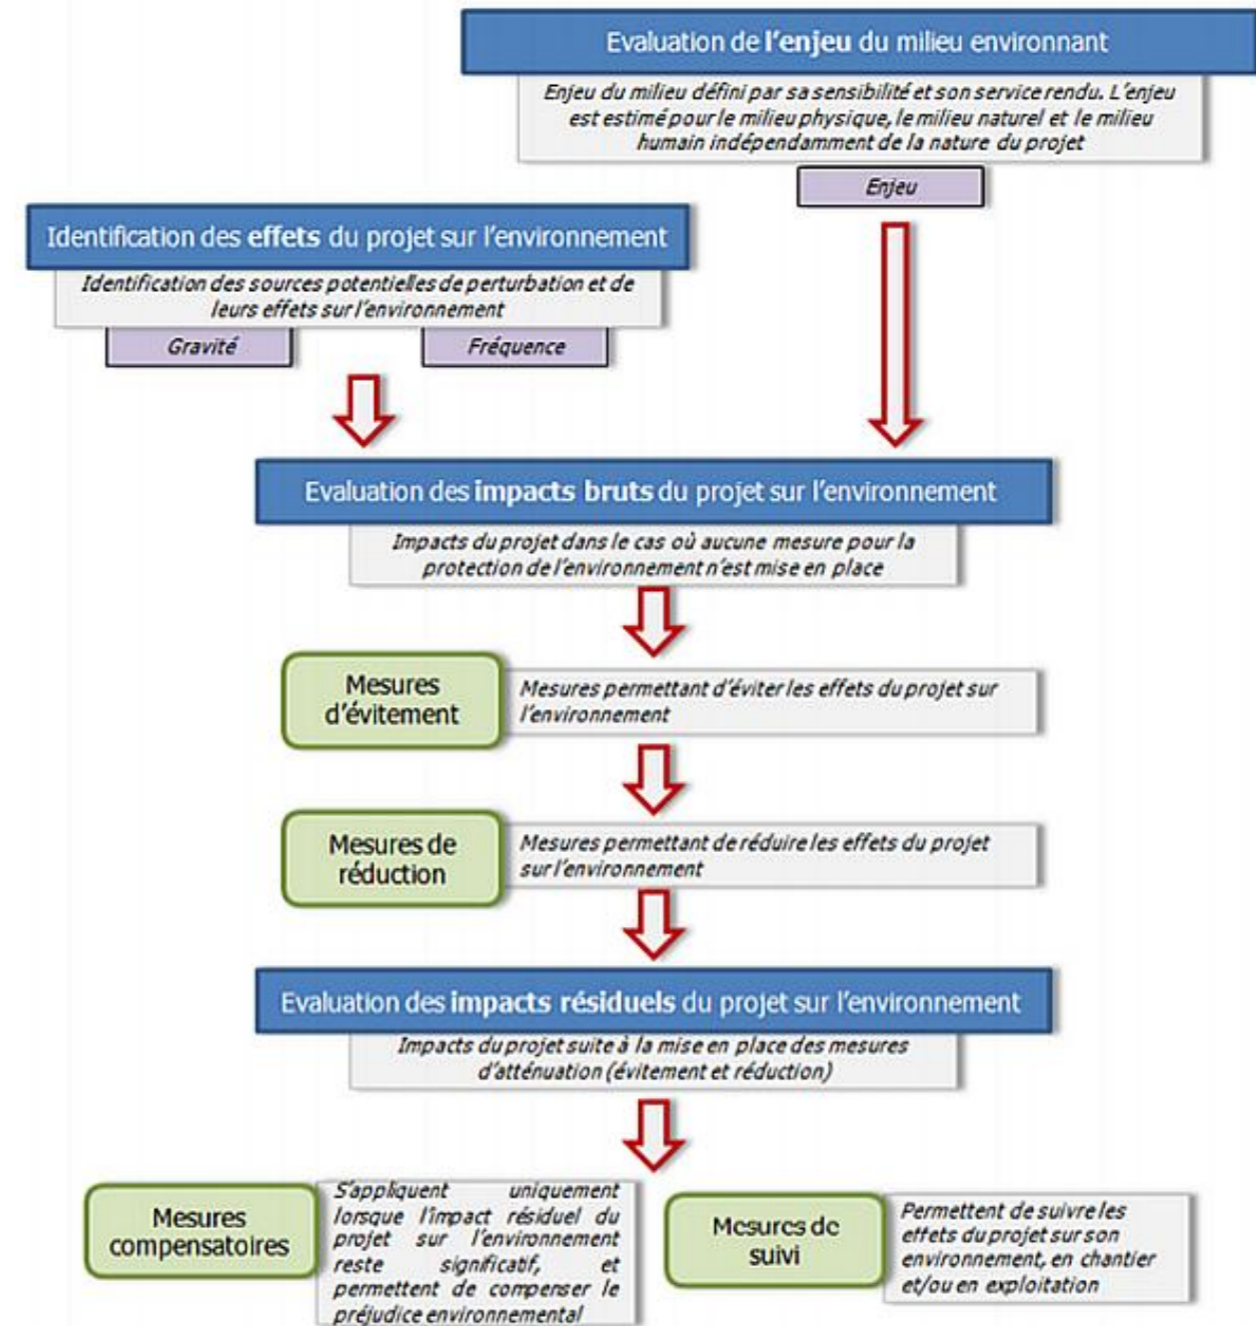 Evaluation de l'enjeu du milieu environnant
Enjeu du milieu défini par sa sensibilité et son service rendu. L'enjeu
est estimé pour le milieu physique, le milieu naturel et le milieu
humain indépendamment de la nature du projet
Enjeu
Identification des effets du projet sur l'environnement
Identification des sources potentielles de perturbation et de
leurs effets sur l'environnement
Gravité
Fréquence
Evaluation des impacts bruts du projet sur l'environnement
Impacts du projet dans le cas où aucune mesure pour la
protection de l'environnement n'est mise en place
Mesures
d'évitement
Mesures permettant d'éviter les effets du projet sur
l'environnement
Mesures de
réduction
Mesures permettant de réduire les effets du projet
sur l'environnement
Evaluation des impacts résiduels du projet sur l'environnement
Impacts du projet suite à la mise en place des mesures
d'atténuation (évitement et réduction)
Mesures
compensatoires
S'appliquent uniquement
lorsque l'impact résiduel du
projet sur l'environnement
reste significatif, et
permettent de compenser le
préjudice environnemental
Mesures de
suivi
Permettent de suivre les
effets du projet sur son
environnement, en chantier
et/ou en exploitation